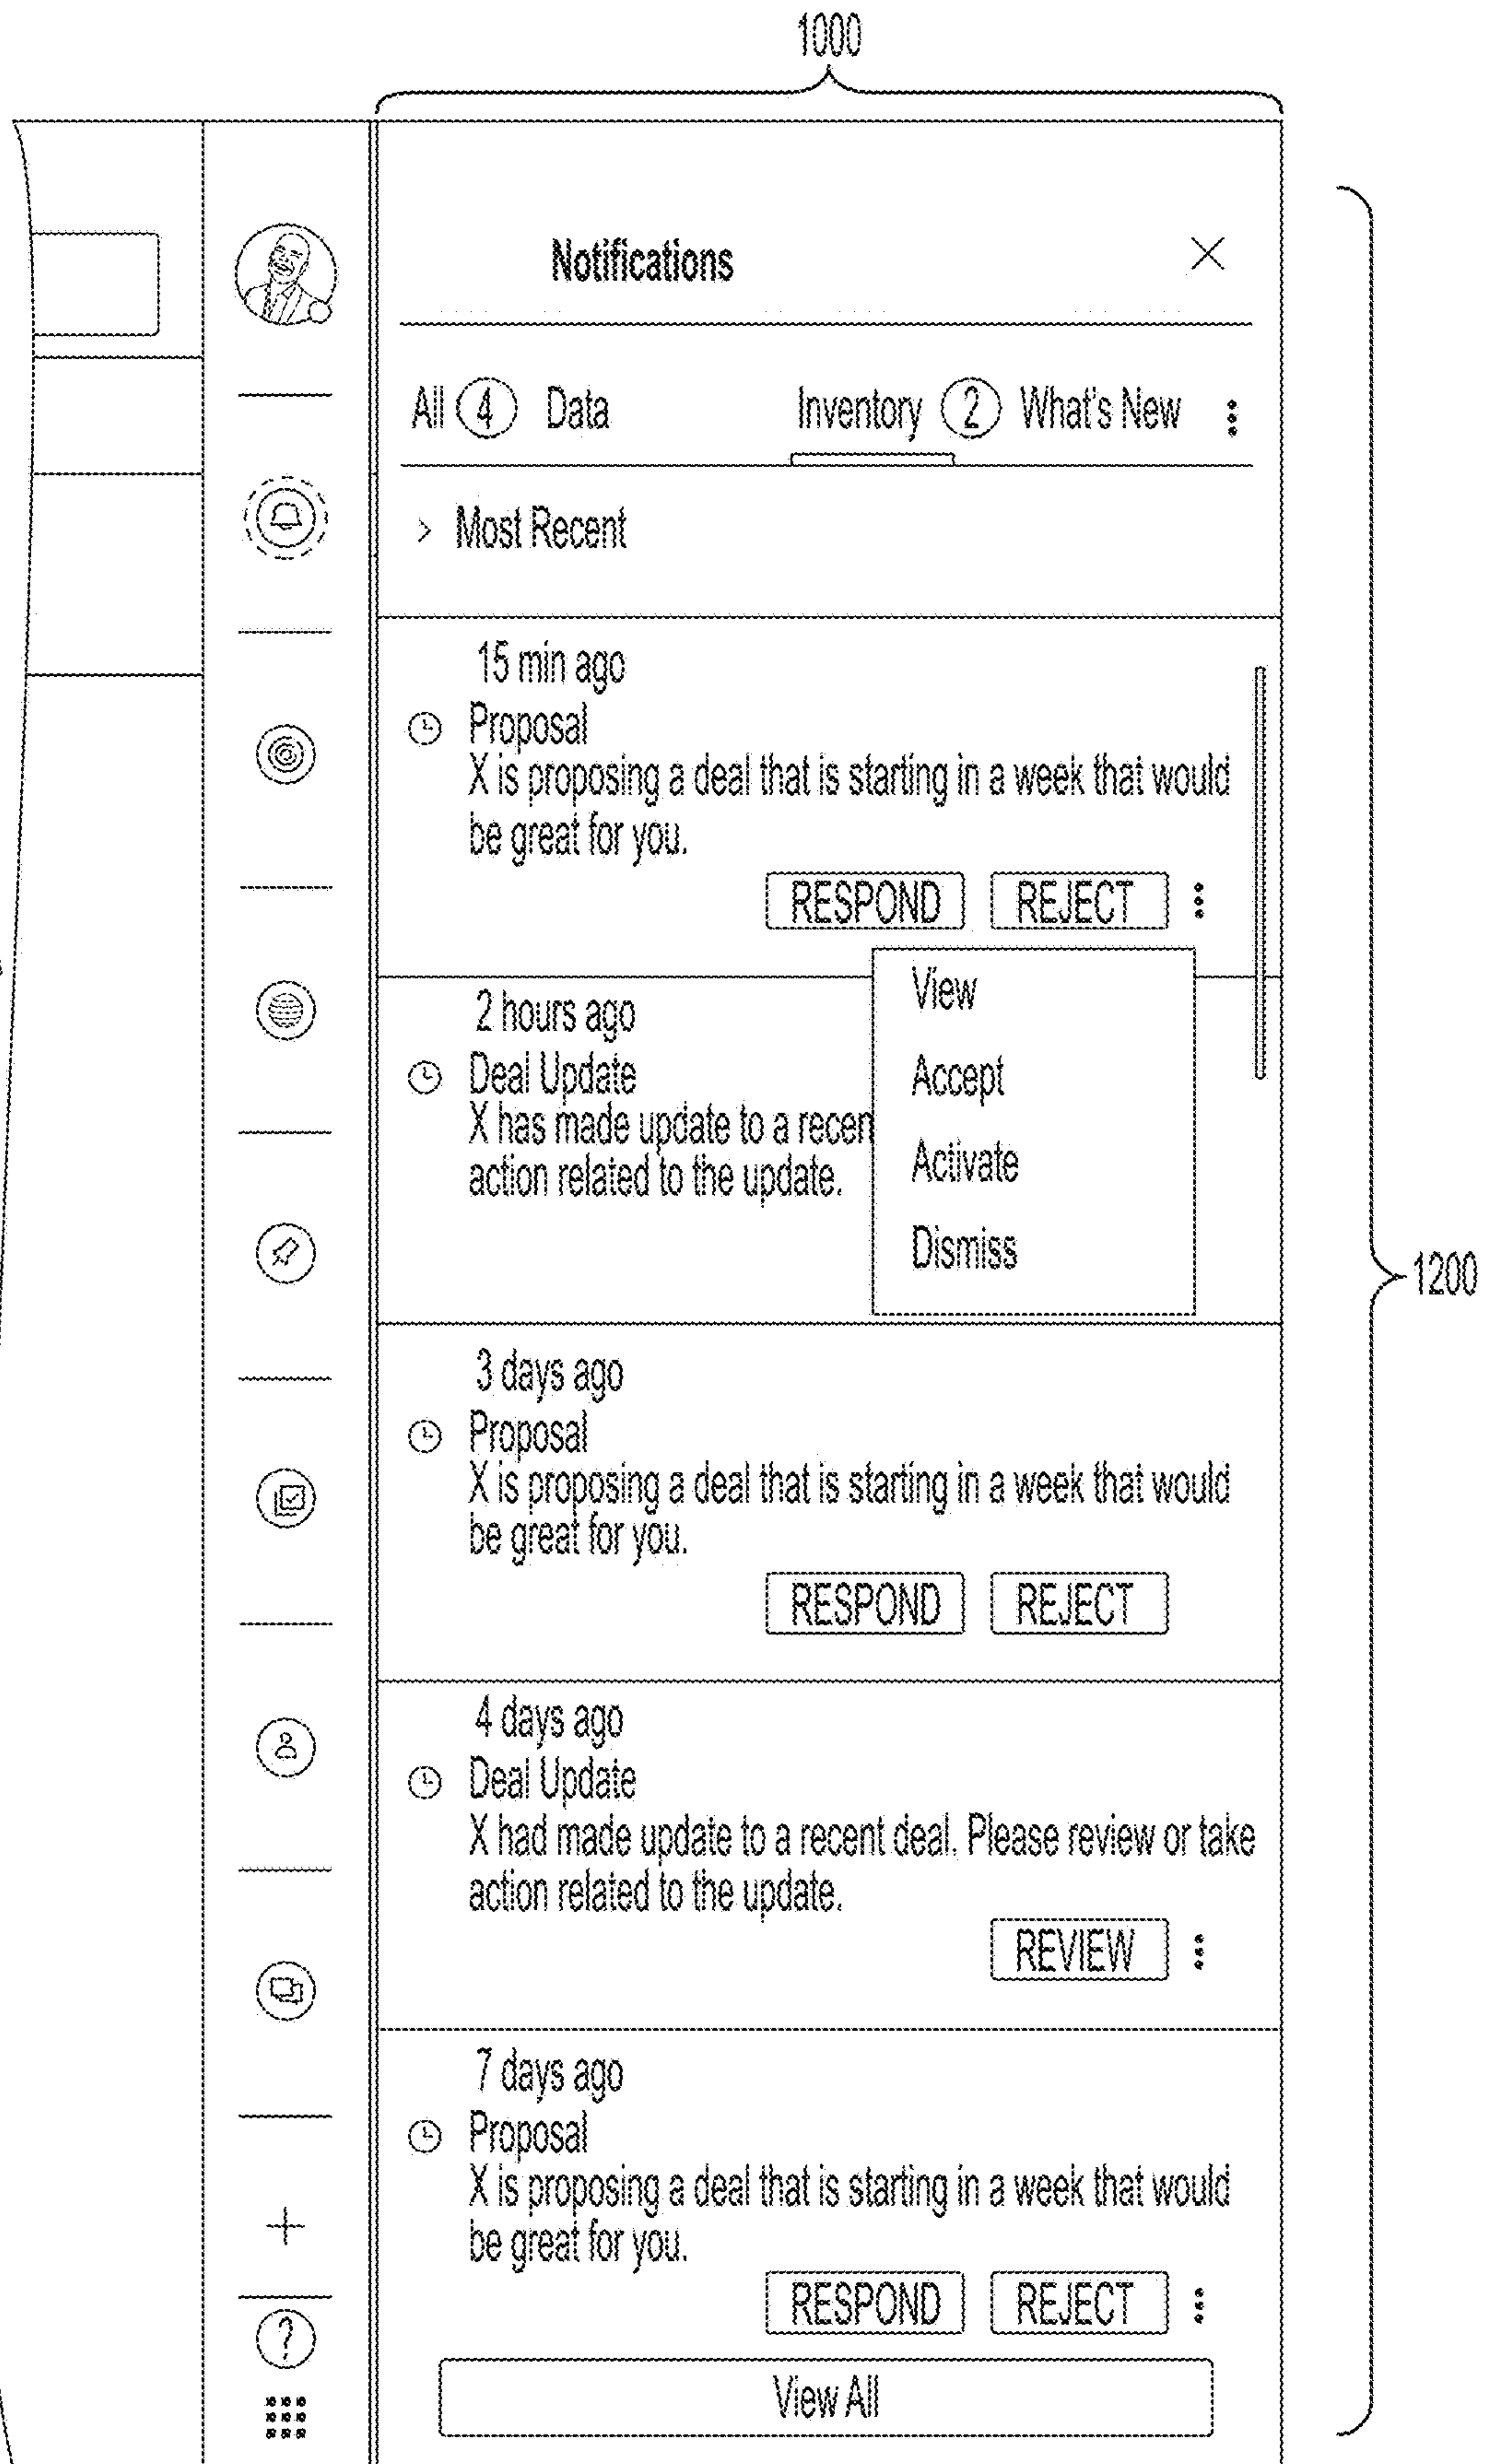 1000
Notifications
All 4 Data Inventory 2 What's New
> Most Recent
15 min ago
Proposal
X is proposing a deal that is starting in a week that would
be great for you.
RESPOND REJECT
View
Accept
Activate
Dismiss
2 hours ago
Deal Update
X has made update to a recen
action related to the update.
1200
3 days ago
Proposal
X is proposing a deal that is starting in a week that would
be great for you.
RESPOND REJECT
4 days ago
Deal Update
X had made update to a recent deal. Please review or take
action related to the update.
REVIEW
7 days ago
Proposal
X is proposing a deal that is starting in a week that would
be great for you.
RESPOND REJECT
?
View All